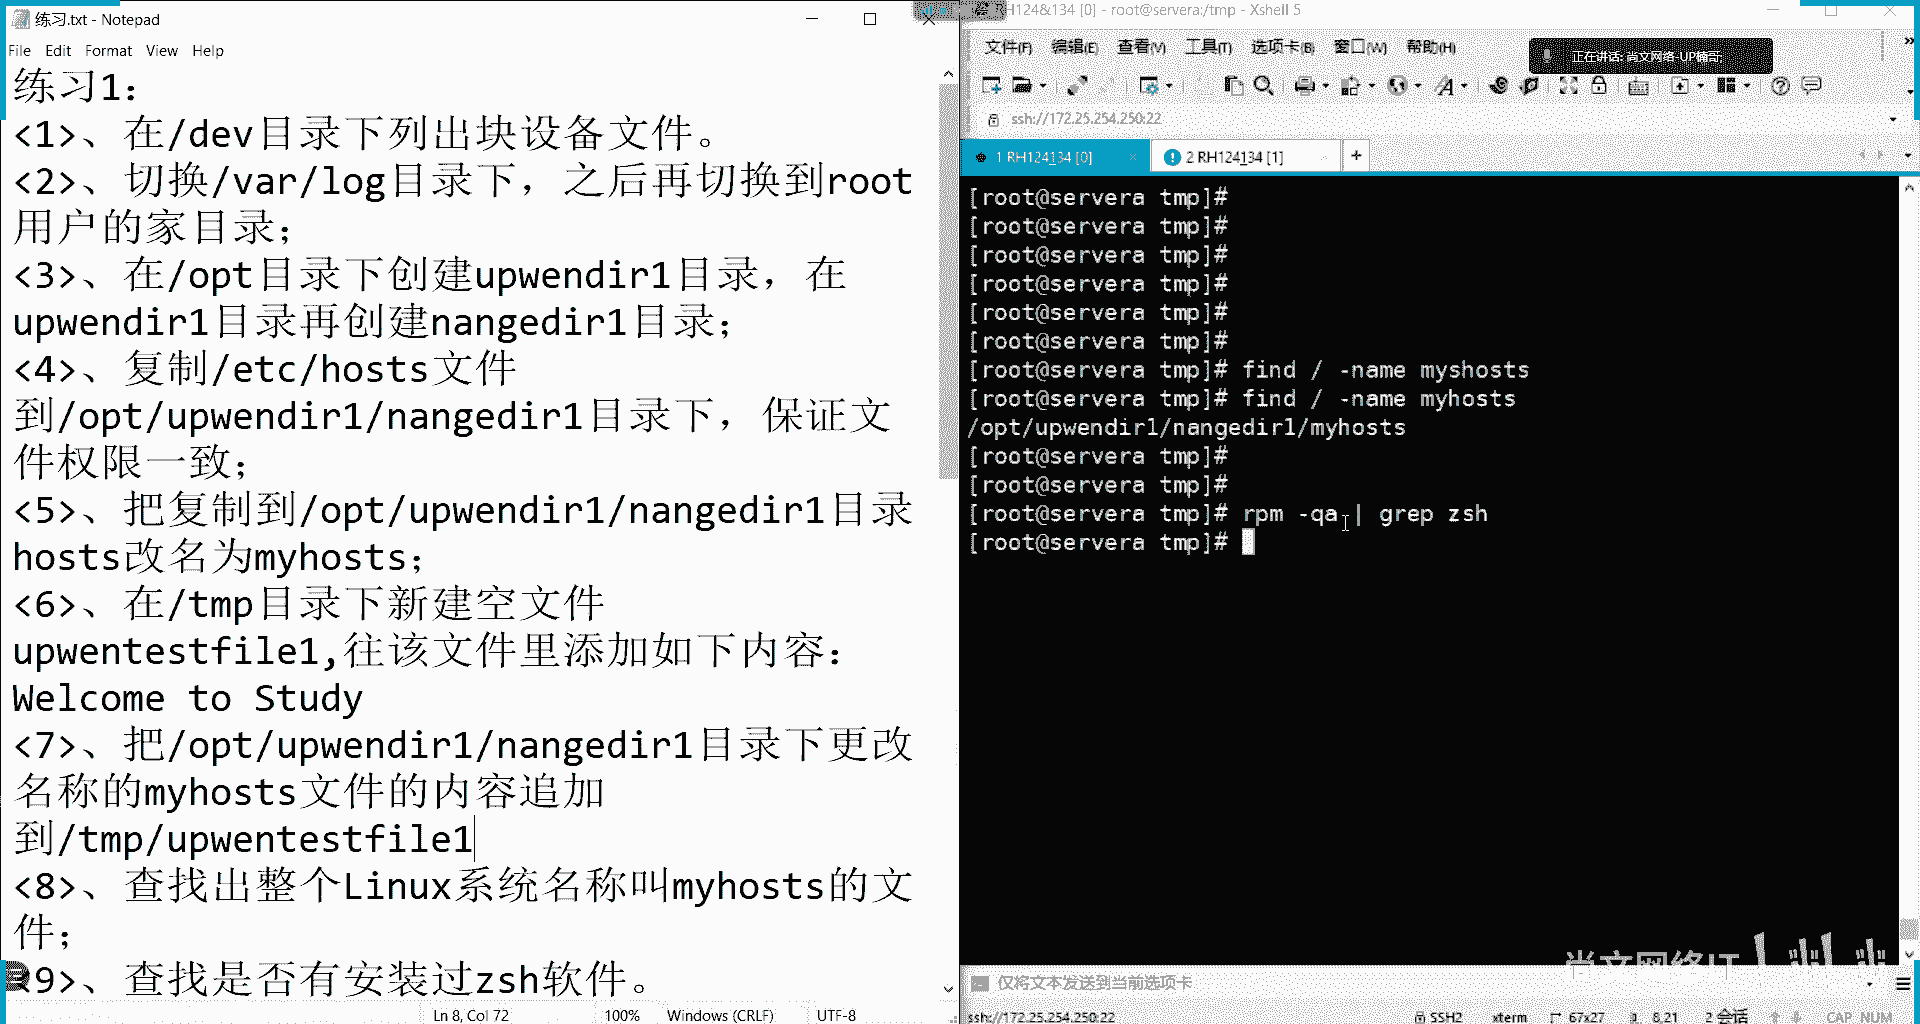 练习.txt - Notepad
File Edit Format View Help
练习1：
<1>、在/dev目录下列出块设备文件。
<2>、切换/var/log目录下，之后再切换到root
用户的家目录；
<3>、在/opt目录下创建upwendir1目录，在
upwendir1目录再创建nangedir1目录；
<4>、复制/etc/hosts文件
到/opt/upwendir1/nangedir1目录下，保证文
件权限一致；
<5>、把复制到/opt/upwendir1/nangedir1目录
hosts改名为myhosts；
<6>、在/tmp目录下新建空文件
upwentestfile1,往该文件里添加如下内容：
Welcome to Study
<7>、把/opt/upwendir1/nangedir1目录下更改
名称的myhosts文件的内容追加
到/tmp/upwentestfile1
<8>、查找出整个Linux系统名称叫myhosts的文
件；
9>、查找是否有安装过zsh软件。
Ln 8, Col 72 100% Windows (CRLF) UTF-8
RH124&134 [0] - root@servera:/tmp - Xshell 5
文件(F) 编辑(E) 查看(V) 工具(T) 选项卡(B) 窗口(W) 帮助(H)
正在讲话: 尚文网络-UP楠哥;
ssh://172.25.254.250:22
1 RH124134 [0] 2 RH124134 [1]
[root@servera tmp]#
[root@servera tmp]#
[root@servera tmp]#
[root@servera tmp]#
[root@servera tmp]#
[root@servera tmp]#
[root@servera tmp]# find / -name myshosts
[root@servera tmp]# find / -name myhosts
/opt/upwendir1/nangedir1/myhosts
[root@servera tmp]#
[root@servera tmp]#
[root@servera tmp]# rpm -qa | grep zsh
[root@servera tmp]#
尚文网络IT
仅将文本发送到当前选项卡
ssh://172.25.254.250:22 SSH2 xterm 67x27 8,21 2 会话 CAP NUM